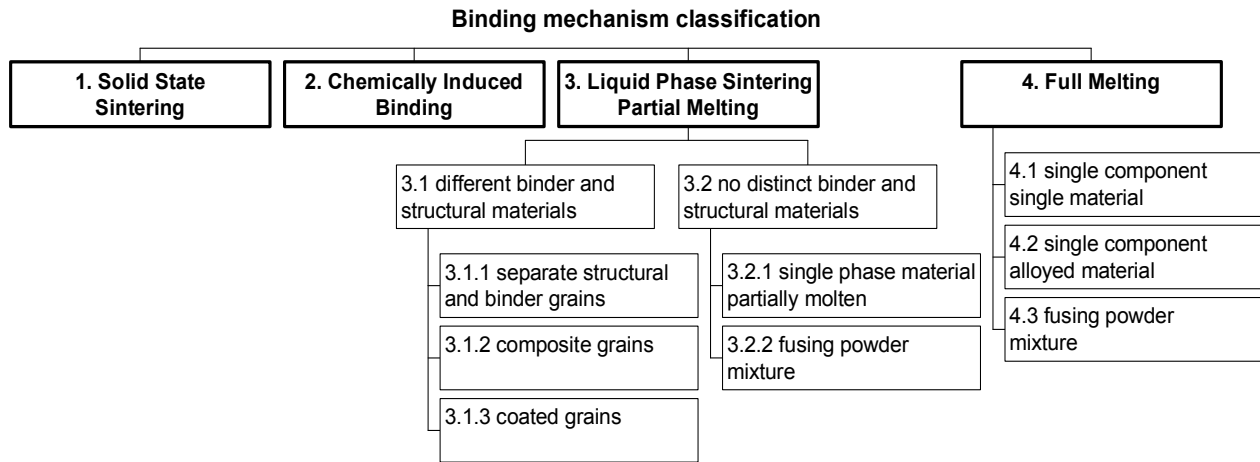 Binding mechanism classification
1. Solid State
Sintering
2. Chemically Induced
Binding
3. Liquid Phase Sintering
Partial Melting
4. Full Melting
3.1 different binder and
structural materials
3.1.1 separate structural
and binder grains
3.1.2 composite grains
3.1.3 coated grains
3.2 no distinct binder and
structural materials
3.2.1 single phase material
partially molten
3.2.2 fusing powder
mixture
4.1 single component
single material
4.2 single component
alloyed material
4.3 fusing powder
mixture